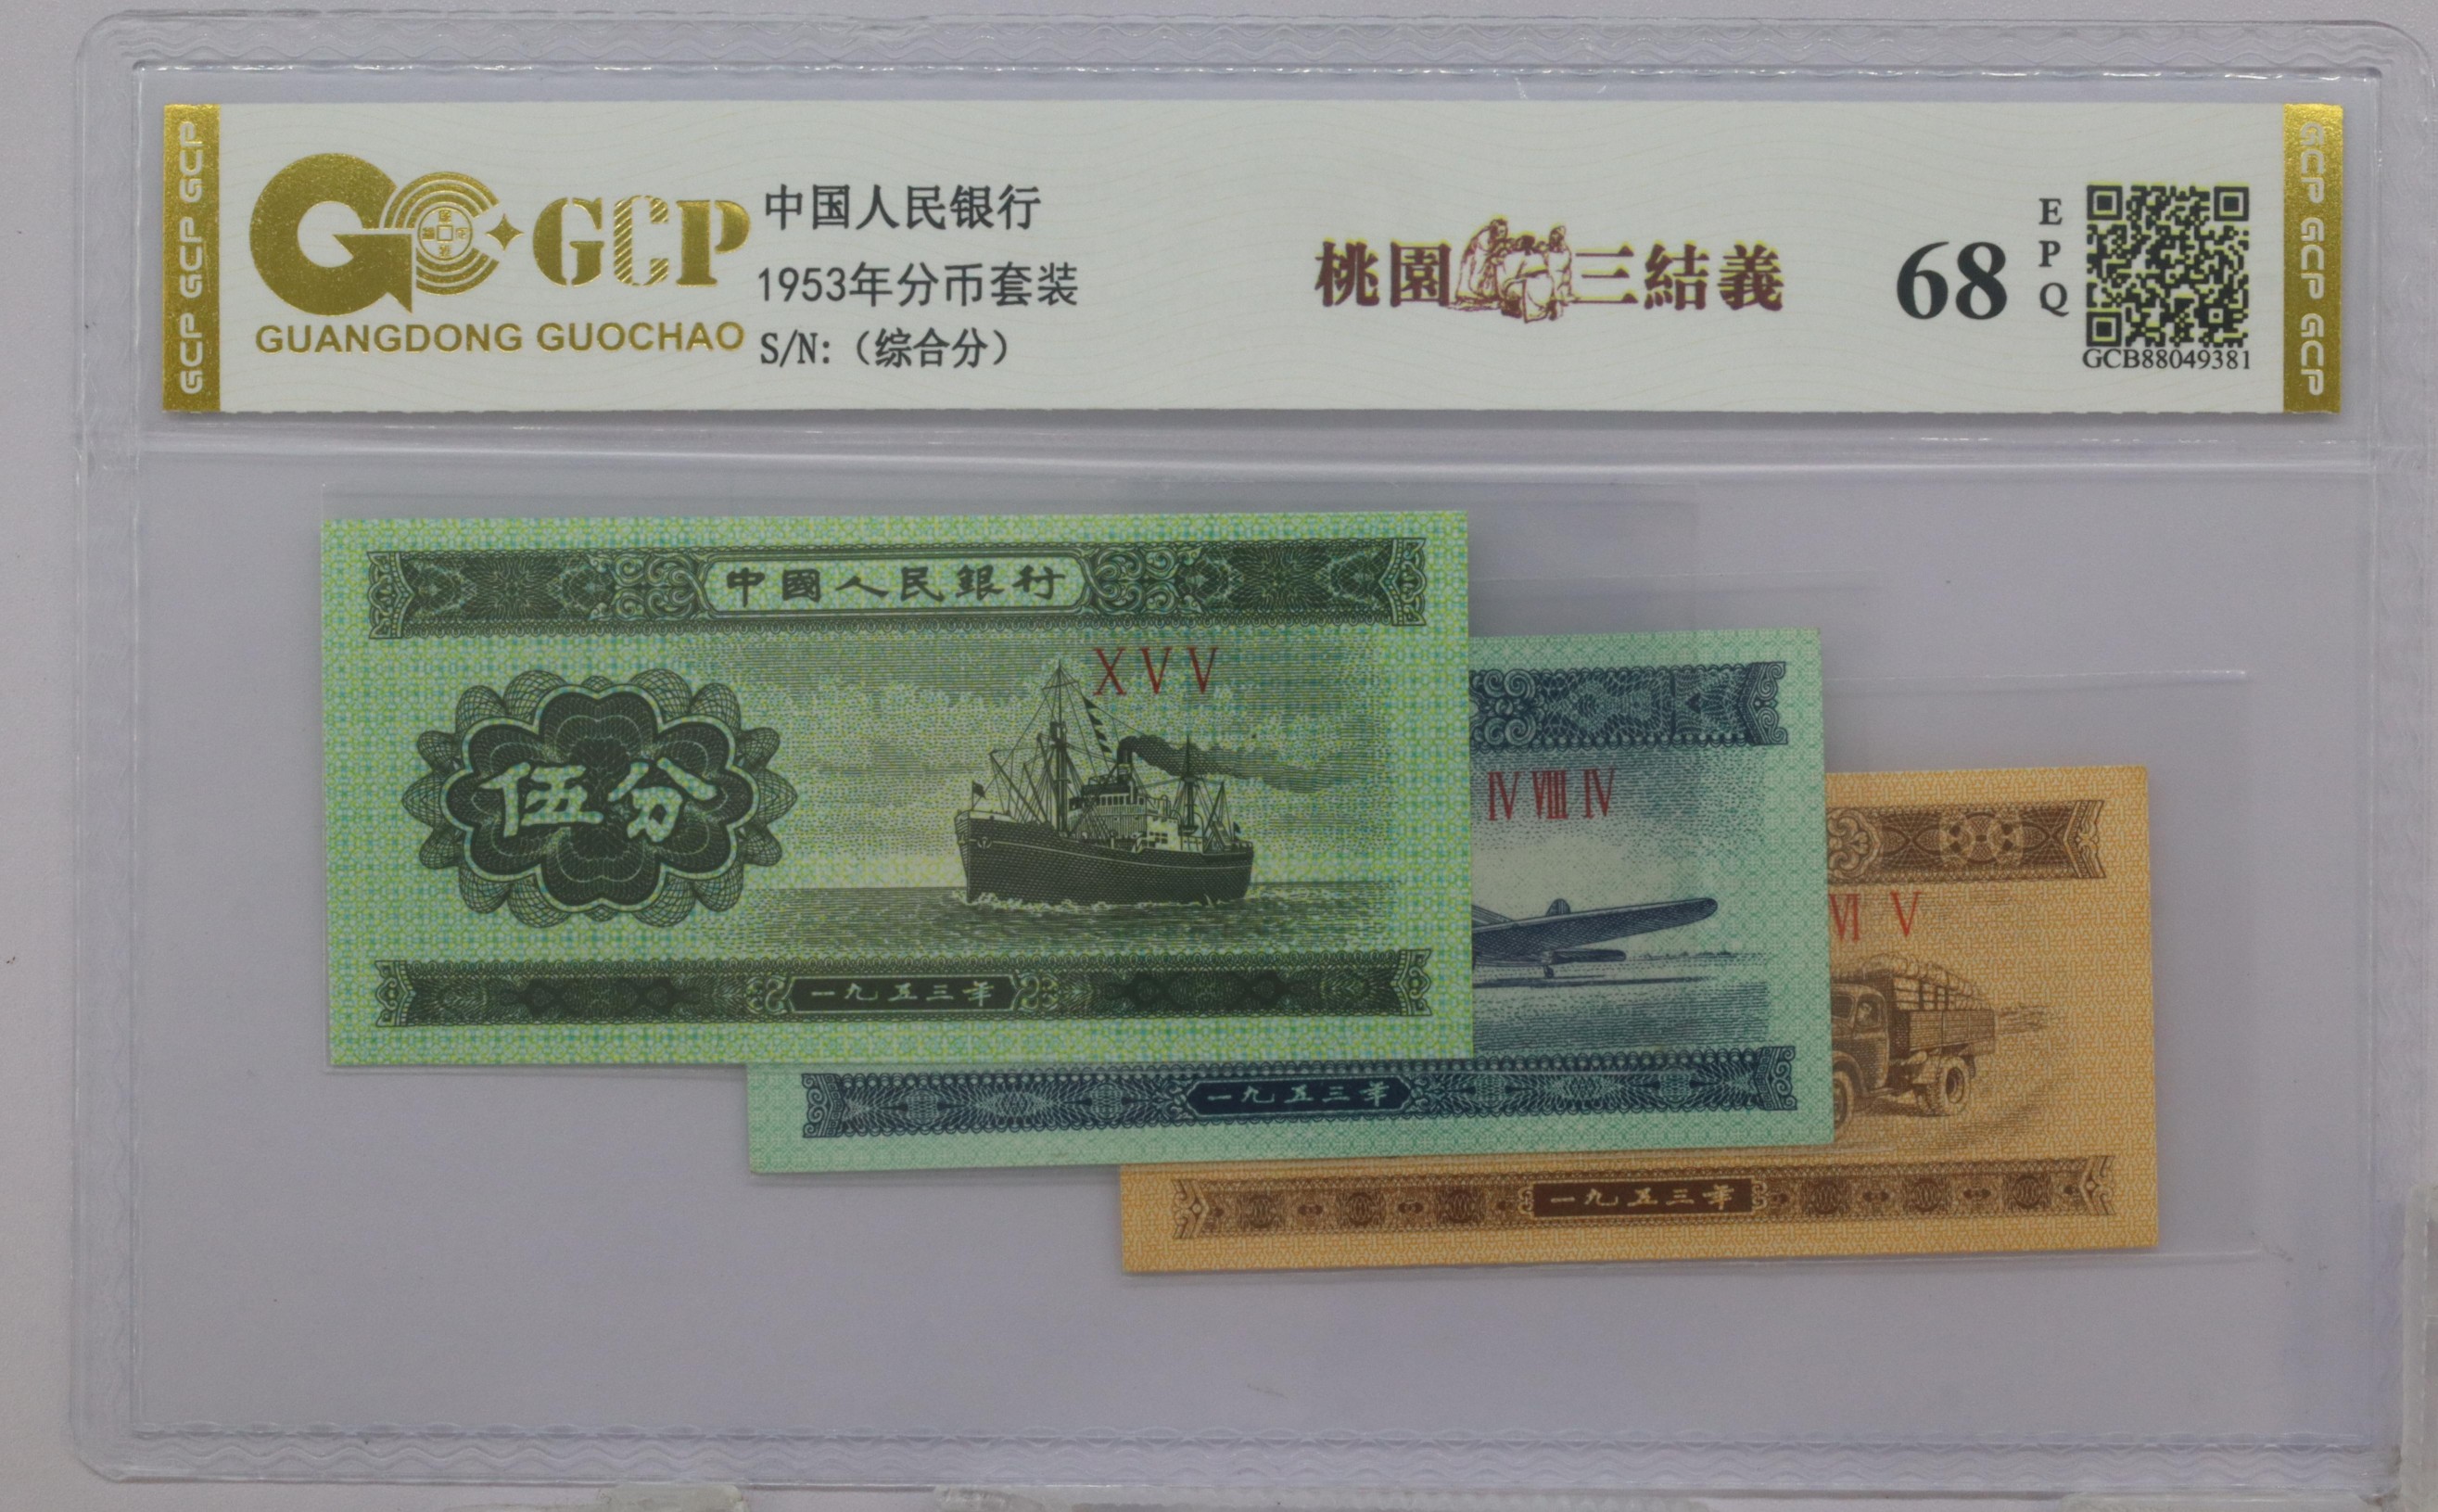 GCP GCP GCP
GCP
GUANGDONG GUOCHAO
中国人民银行
1953年分币套装
S/N:（综合分）
桃園三結義
68
EPQ
GCB88049381
GCP GCP GCP
中國人民銀行
X V V
伍分
一九五三年
IV VIII IV
一九五三年
VI V
一九五三年